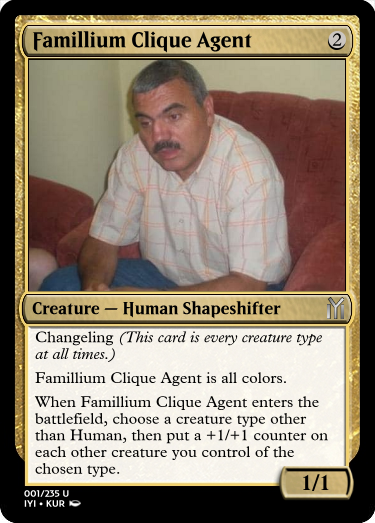 Famillium Clique Agent 2
Creature — Human Shapeshifter
Changeling (This card is every creature type
at all times.)
Famillium Clique Agent is all colors.
When Famillium Clique Agent enters the
battlefield, choose a creature type other
than Human, then put a +1/+1 counter on
each other creature you control of the
chosen type.
1/1
001/235 U
IYI • KUR